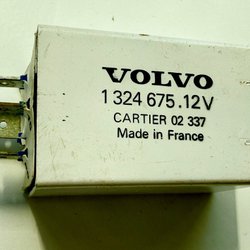 VOLVO
1 324 675.12V
CARTIER 02 337
Made in France